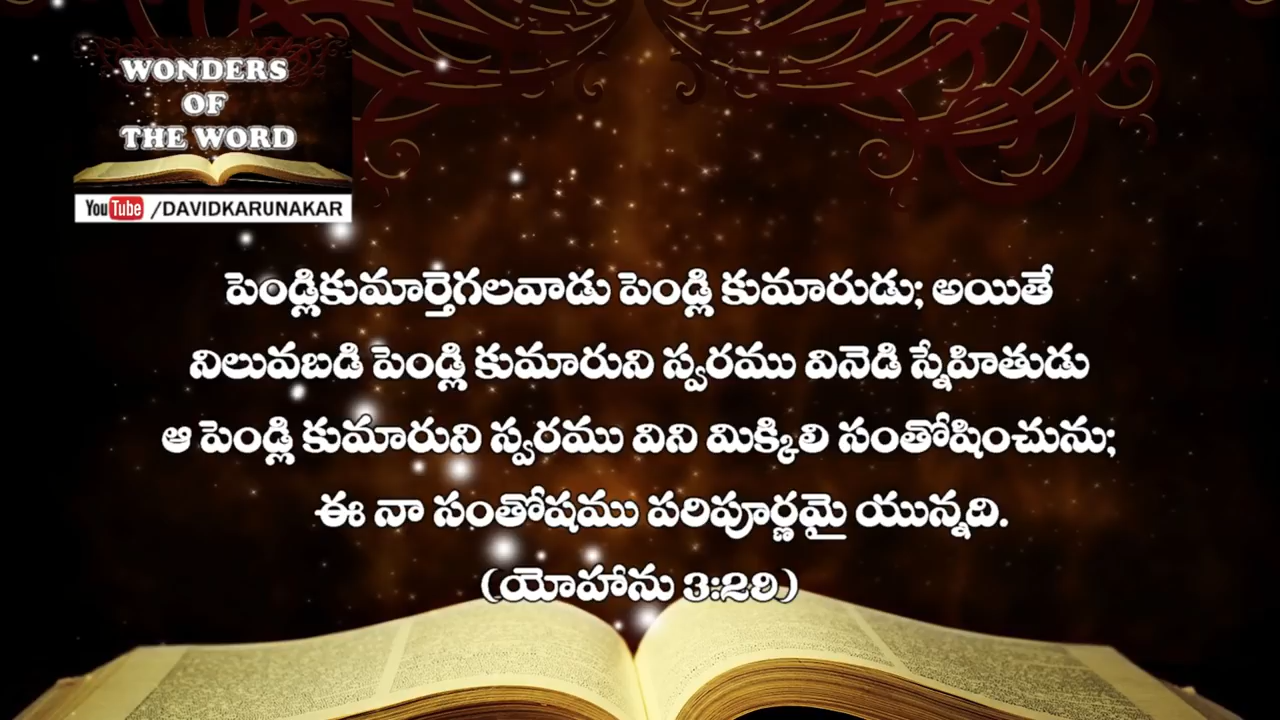 WONDERS
OF
THE WORD
YouTube /DAVIDKARUNAKAR
పెండ్లికుమార్తెగలవాడు పెండ్లి కుమారుడు; అయితే
నిలువబడి పెండ్లి కుమారుని స్వరము వినెడి స్నేహితుడు
ఆ పెండ్లి కుమారుని స్వరము విని మిక్కిలి సంతోషించును;
ఈ నా సంతోషము పరిపూర్ణమై యున్నది.
(యోహాను 3:29)